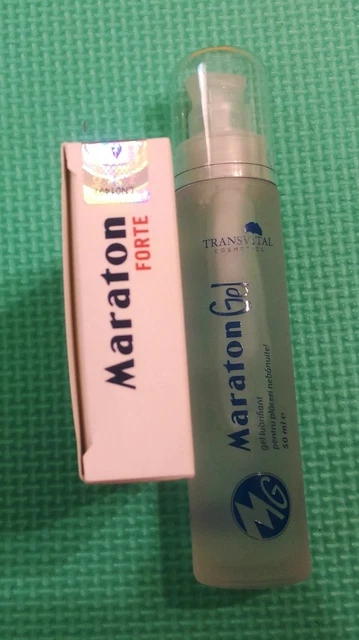 Maraton
FORTE
TRANSVITAL
COSMETICS
Maraton Gel
gel lubrifiant
pentru plăceri nebănuite!
50 ml e
MG